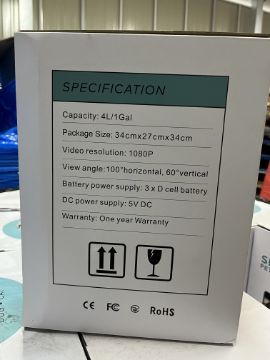 SPECIFICATION
Capacity: 4L/1Gal
Package Size: 34cmx27cmx34cm
Video resolution: 1080P
View angle: 100°horizontal, 60°vertical
Battery power supply: 3 x D cell battery
DC power supply: 5V DC
Warranty: One year Warranty
CE FC RoHS